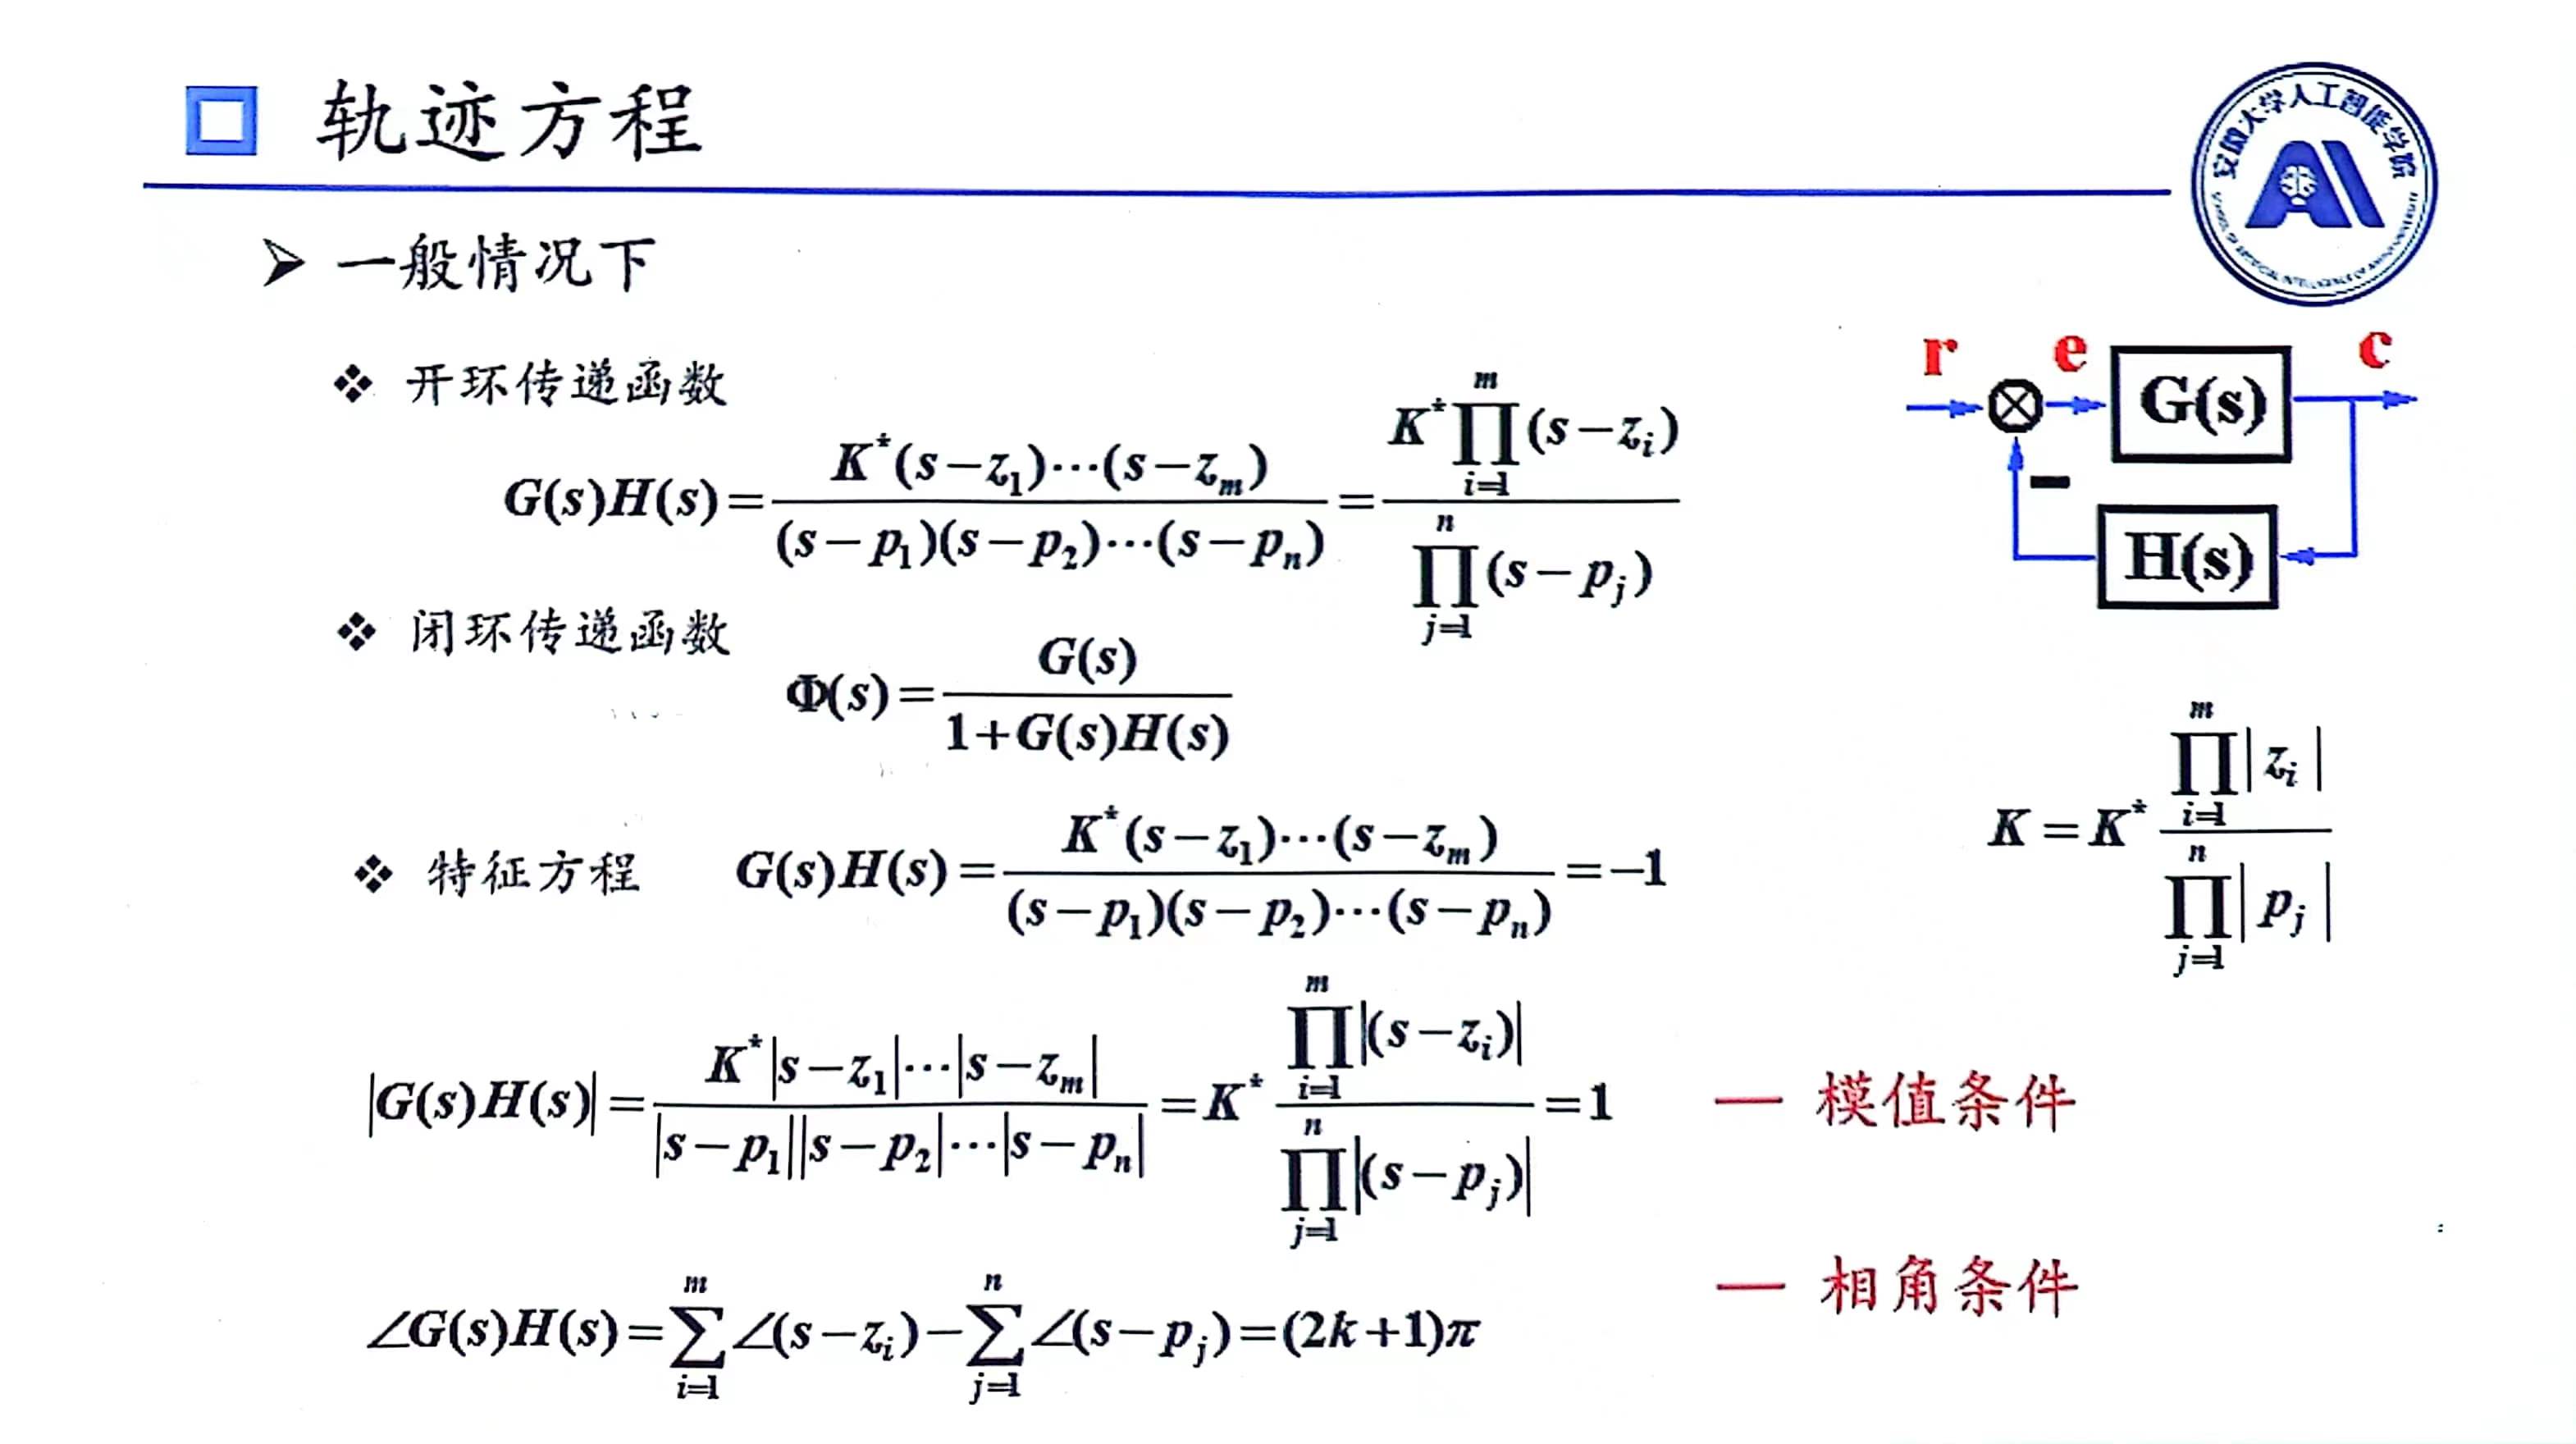 轨迹方程
安徽大学人工智能学院
一般情况下
开环传递函数
G(s)H(s)=\frac{K^*(s-z_1)\cdots(s-z_m)}{(s-p_1)(s-p_2)\cdots(s-p_n)}=\frac{K^*\prod_{i=1}^{m}(s-z_i)}{\prod_{j=1}^{n}(s-p_j)}
r e G(s) c
- H(s)
闭环传递函数
Φ(s)=\frac{G(s)}{1+G(s)H(s)}
K=K^*\frac{\prod_{i=1}^{m}|z_i|}{\prod_{j=1}^{n}|p_j|}
特征方程 G(s)H(s)=\frac{K^*(s-z_1)\cdots(s-z_m)}{(s-p_1)(s-p_2)\cdots(s-p_n)}=-1
|G(s)H(s)|=\frac{K^*|s-z_1|\cdots|s-z_m|}{|s-p_1||s-p_2|\cdots|s-p_n|}=K^*\frac{\prod_{i=1}^{m}|(s-z_i)|}{\prod_{j=1}^{n}|(s-p_j)|}=1 — 模值条件
∠G(s)H(s)=\sum_{i=1}^{m}∠(s-z_i)-\sum_{j=1}^{n}∠(s-p_j)=(2k+1)π — 相角条件